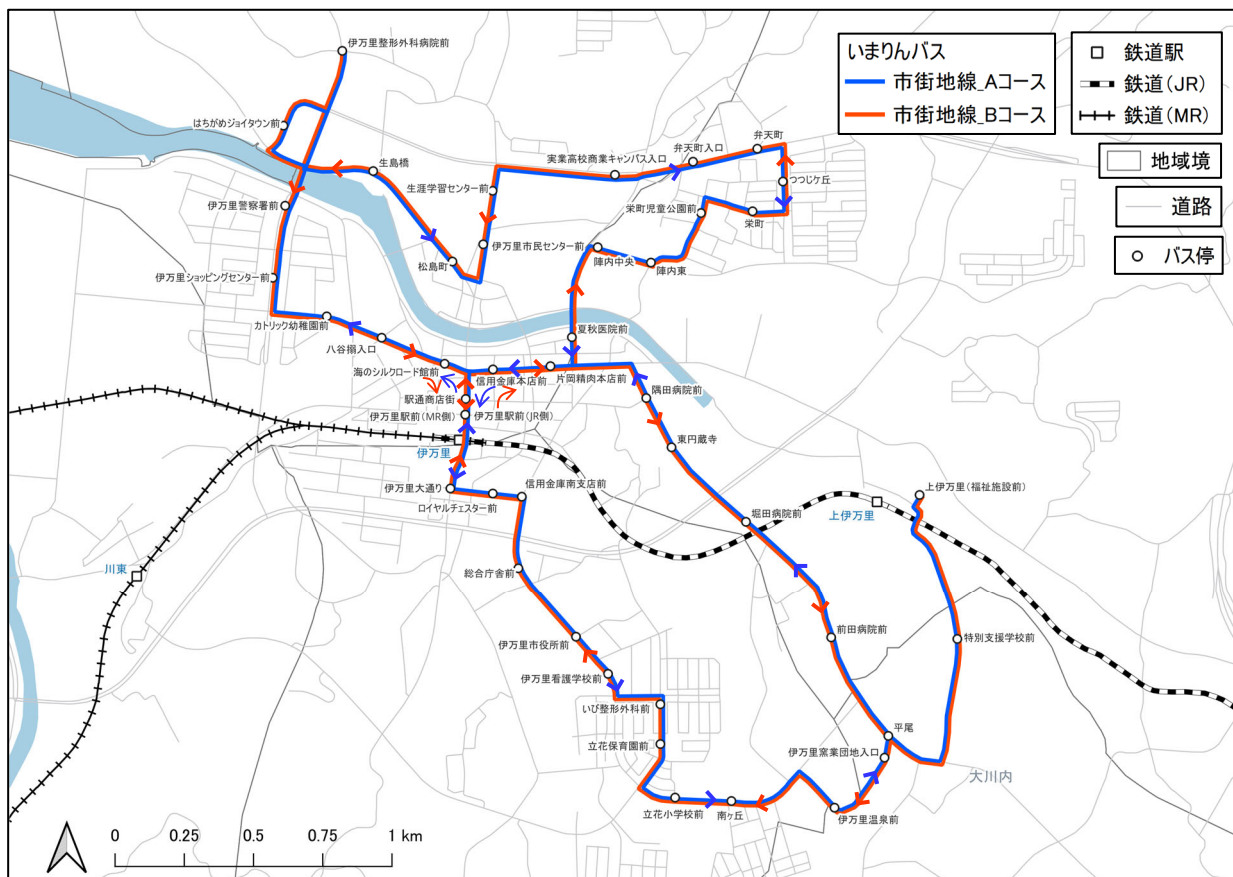 伊万里整形外科病院前
いまりんバス
市街地線_Aコース
市街地線_Bコース
鉄道駅
鉄道(JR)
鉄道(MR)
地域境
道路
バス停
はちがめジョイタウン前
弁天町
弁天町入口
実業高校商業キャンパス入口
生島橋
つつじケ丘
生涯学習センター前
伊万里警察署前
栄町児童公園前
栄町
伊万里市民センター前
陣内中央
陣内東
松島町
伊万里ショッピングセンター前
カトリック幼稚園前
夏秋医院前
八谷搦入口
海のシルクロード館前
信用金庫本店前
片岡精肉本店前
駅通商店街
隅田病院前
伊万里駅前(MR側)
伊万里駅前(JR側)
東円蔵寺
伊万里
伊万里大通り
信用金庫南支店前
上伊万里(福祉施設前)
ロイヤルチェスター前
堀田病院前
上伊万里
川東
総合庁舎前
伊万里市役所前
前田病院前
特別支援学校前
伊万里看護学校前
いび整形外科前
平尾
立花保育園前
伊万里窯業団地入口
大川内
立花小学校前
南ヶ丘
伊万里温泉前
0 0.25 0.5 0.75 1 km